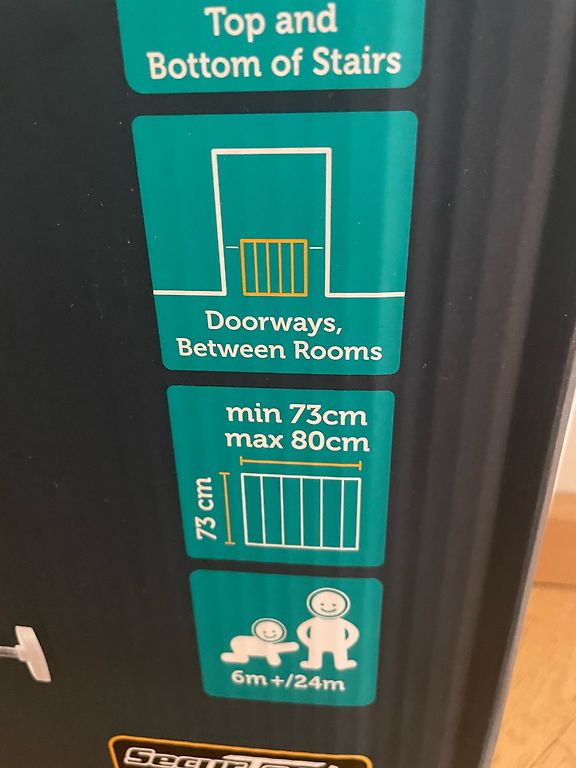 Top and
Bottom of Stairs
Doorways,
Between Rooms
min 73cm
max 80cm
73 cm
6m+/24m